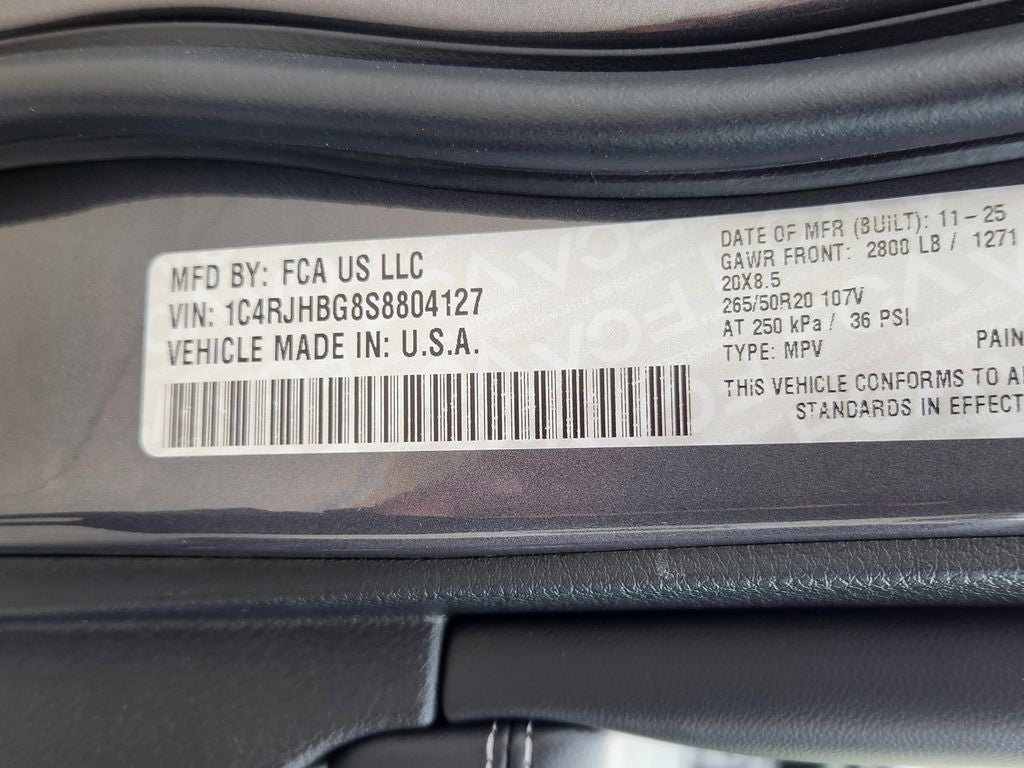 MFD BY: FCA US LLC
VIN: 1C4RJHBG8S8804127
VEHICLE MADE IN: U.S.A.
DATE OF MFR (BUILT): 11-25
GAWR FRONT: 2800 LB / 1271
20X8.5
265/50R20 107V
AT 250 kPa / 36 PSI
TYPE: MPV PAIN
THIS VEHICLE CONFORMS TO
STANDARDS IN EFFECT